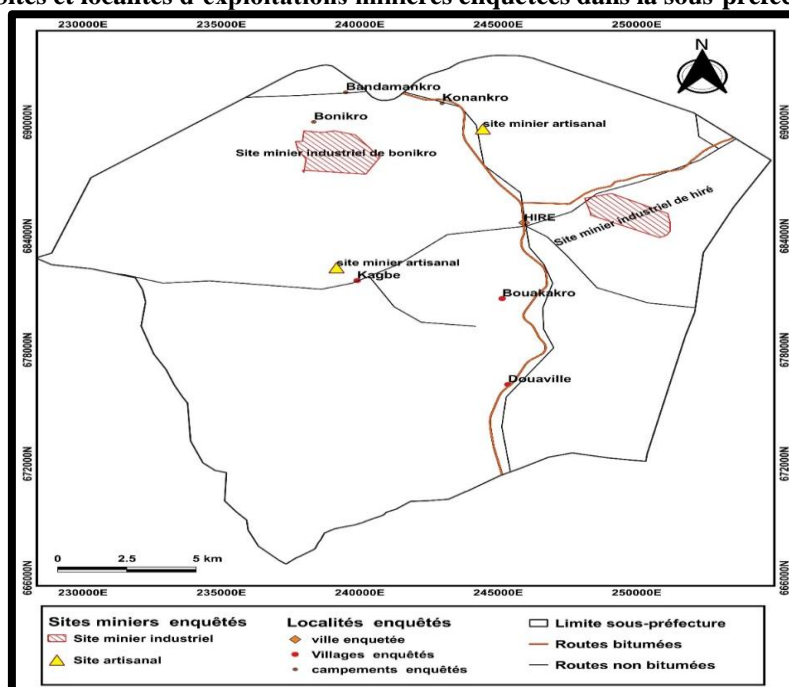 Sites et localités d'exploitations minières enquêtées dans la sous-préfec
230000E 235000E 240000E 245000E 250000E
N
Bandamankro
Konankro
Bonikro
site minier artisanal
690000N 690000N
Site minier industriel de bonikro
HIRE
Site minier industriel de hiré
684000N 684000N
site minier artisanal
Kagbe
Bouakakro
678000N 678000N
Douaville
672000N 672000N
0 2.5 5 km
666000N 666000N
230000E 235000E 240000E 245000E 250000E
Sites miniers enquêtés
Site minier industriel
Site artisanal
Localités enquêtés
ville enquetée
Villages enquêtés
campements enquêtés
Limite sous-préfecture
Routes bitumées
Routes non bitumées